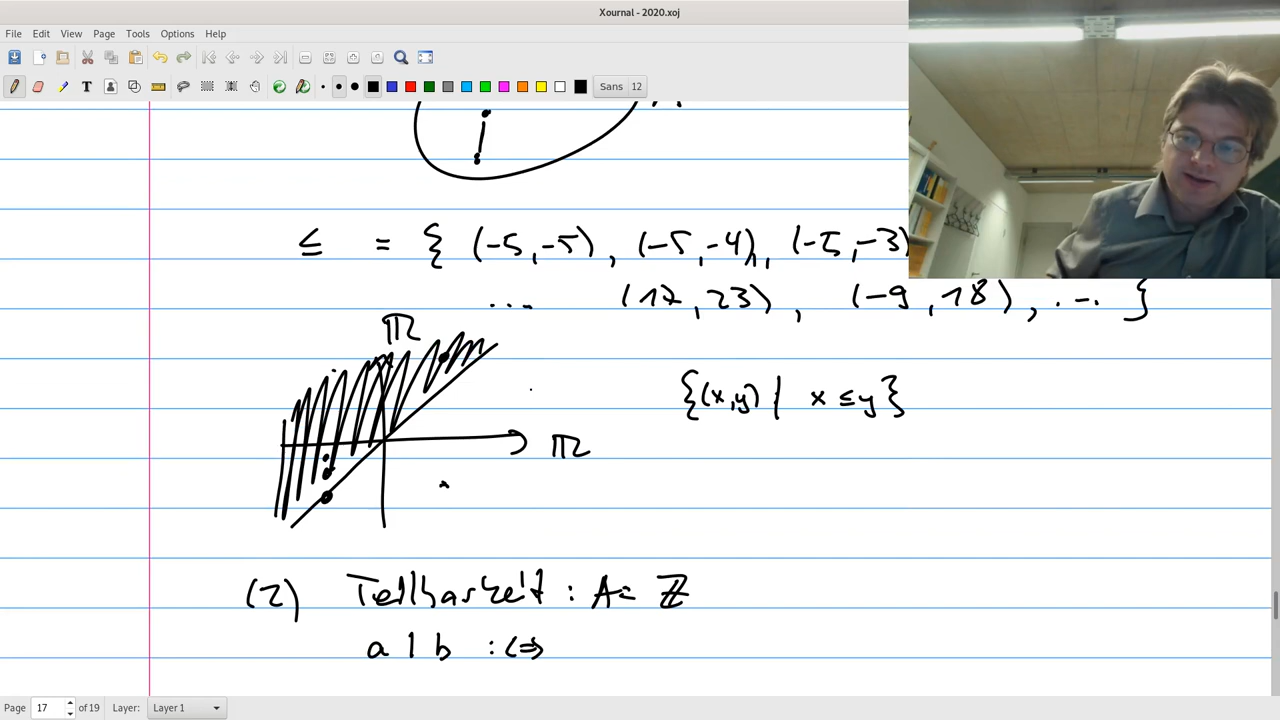 Xournal - 2020.xoj
File Edit View Page Tools Options Help
Sans 12
≤ = { (-5,-5), (-5,-4), (-5,-3)
... (17,23), (-9,18), ... }
ℝ
{(x,y) | x ≤ y}
ℝ
(2) Teilbarkeit : A = ℤ
a | b :⇔
Page 17 of 19 Layer: Layer 1